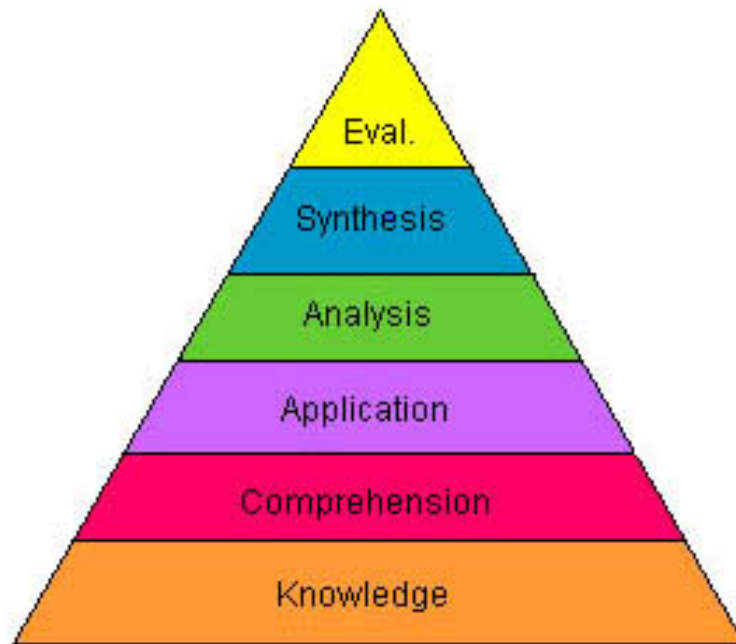 Eval.
Synthesis
Analysis
Application
Comprehension
Knowledge